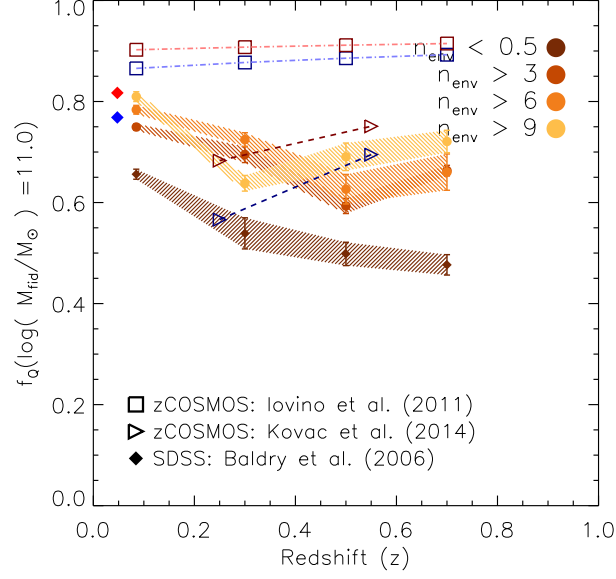 1.0
0.8
0.6
0.4
0.2
0.0
f_Q(log( M_fid/M_☉ ) =11.0)
n_env < 0.5
n_env > 3
n_env > 6
n_env > 9
zCOSMOS: Iovino et al. (2011)
zCOSMOS: Kovac et al. (2014)
SDSS: Baldry et al. (2006)
0.0 0.2 0.4 0.6 0.8 1.0
Redshift (z)